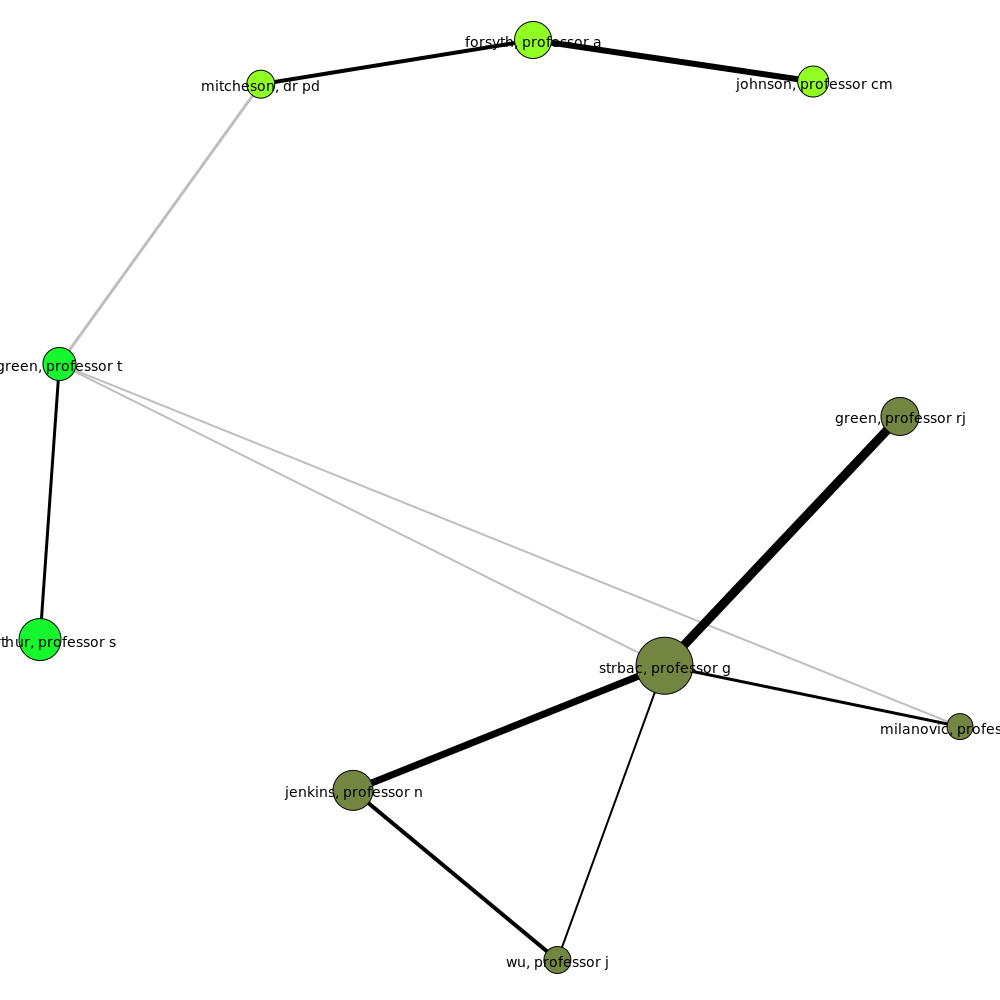 forsyth, professor a
mitcheson, dr pd
johnson, professor cm
green, professor t
green, professor rj
thur, professor s
strbac, professor g
milanovic, profes
jenkins, professor n
wu, professor j